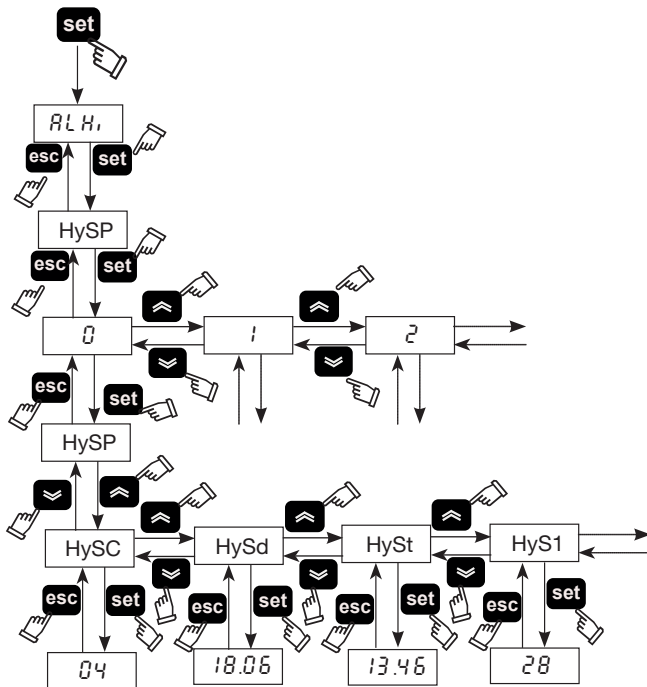 set
ALHi
esc set
HySP
esc set
0 1 2
esc
set
HySP
HySC HySd HySt HyS1
esc set esc set esc set esc set
04 18.06 13.46 28